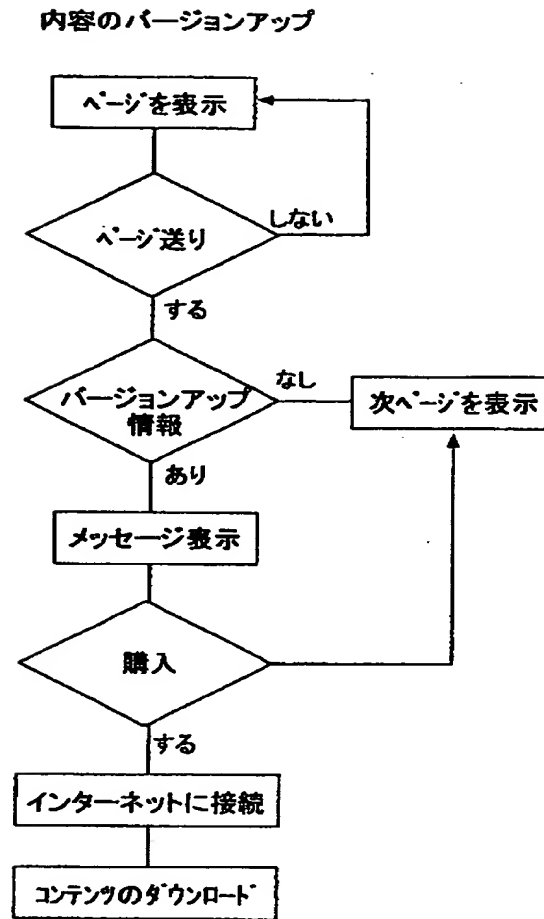 内容のバージョンアップ
ページを表示
しない
ページ送り
する
バージョンアップ
情報
なし
次ページを表示
あり
メッセージ表示
購入
する
インターネットに接続
コンテンツのダウンロード